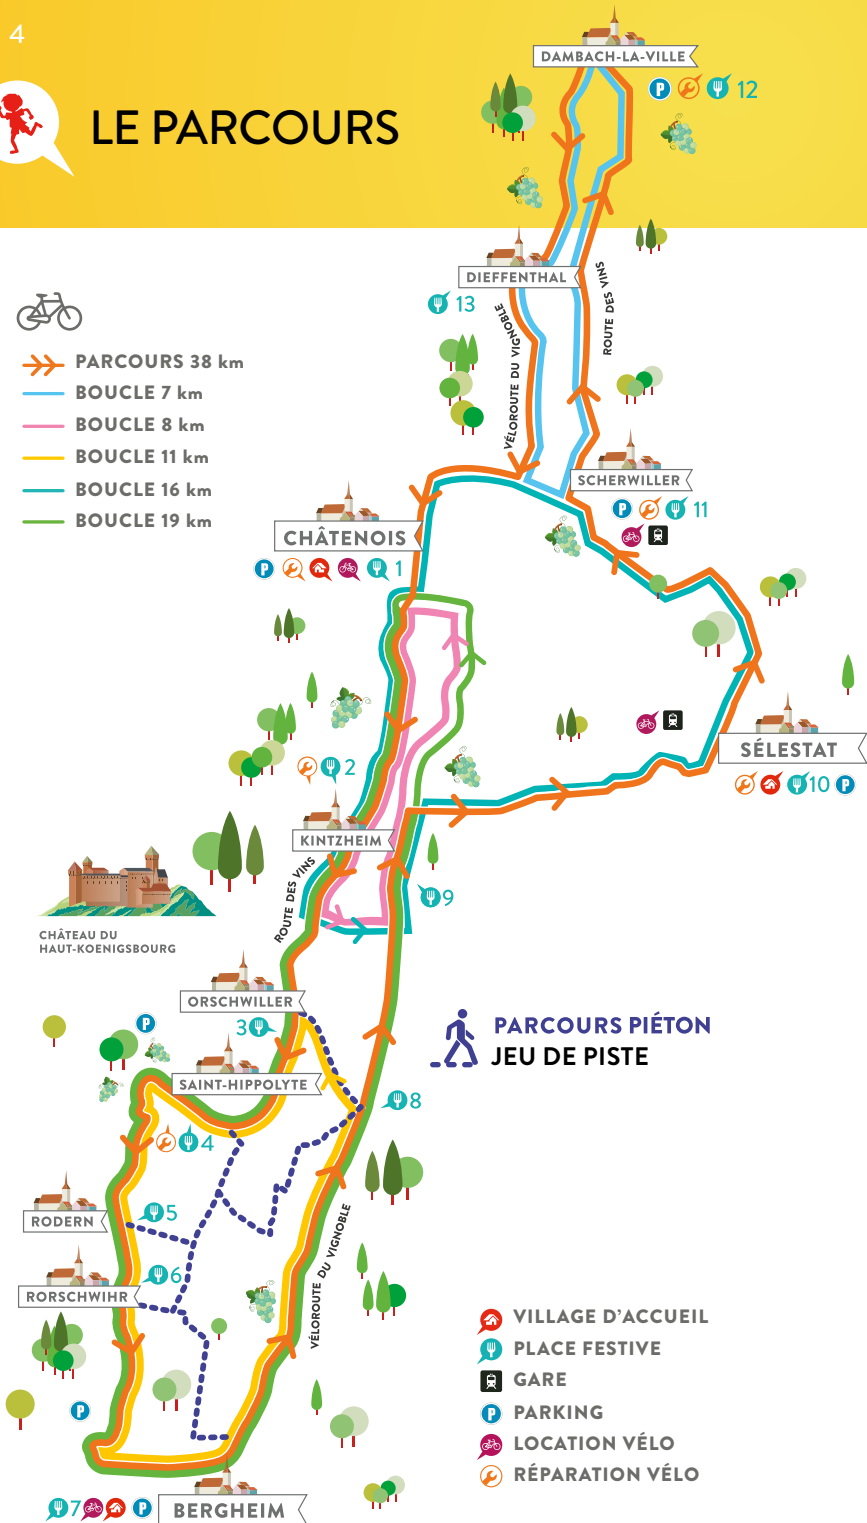 4
DAMBACH-LA-VILLE
P
12
LE PARCOURS
DIEFFENTHAL
13
ROUTE DES VINS
VÉLOROUTE DU VIGNOBLE
PARCOURS 38 km
BOUCLE 7 km
BOUCLE 8 km
BOUCLE 11 km
BOUCLE 16 km
BOUCLE 19 km
SCHERWILLER
P
11
CHÂTENOIS
P
1
SÉLESTAT
10
P
2
KINTZHEIM
ROUTE DES VINS
9
CHÂTEAU DU
HAUT-KOENIGSBOURG
ORSCHWILLER
P
3
PARCOURS PIÉTON
JEU DE PISTE
SAINT-HIPPOLYTE
8
4
RODERN
5
VÉLOROUTE DU VIGNOBLE
6
RORSCHWIHR
P
VILLAGE D'ACCUEIL
PLACE FESTIVE
GARE
P
PARKING
LOCATION VÉLO
RÉPARATION VÉLO
7
P
BERGHEIM